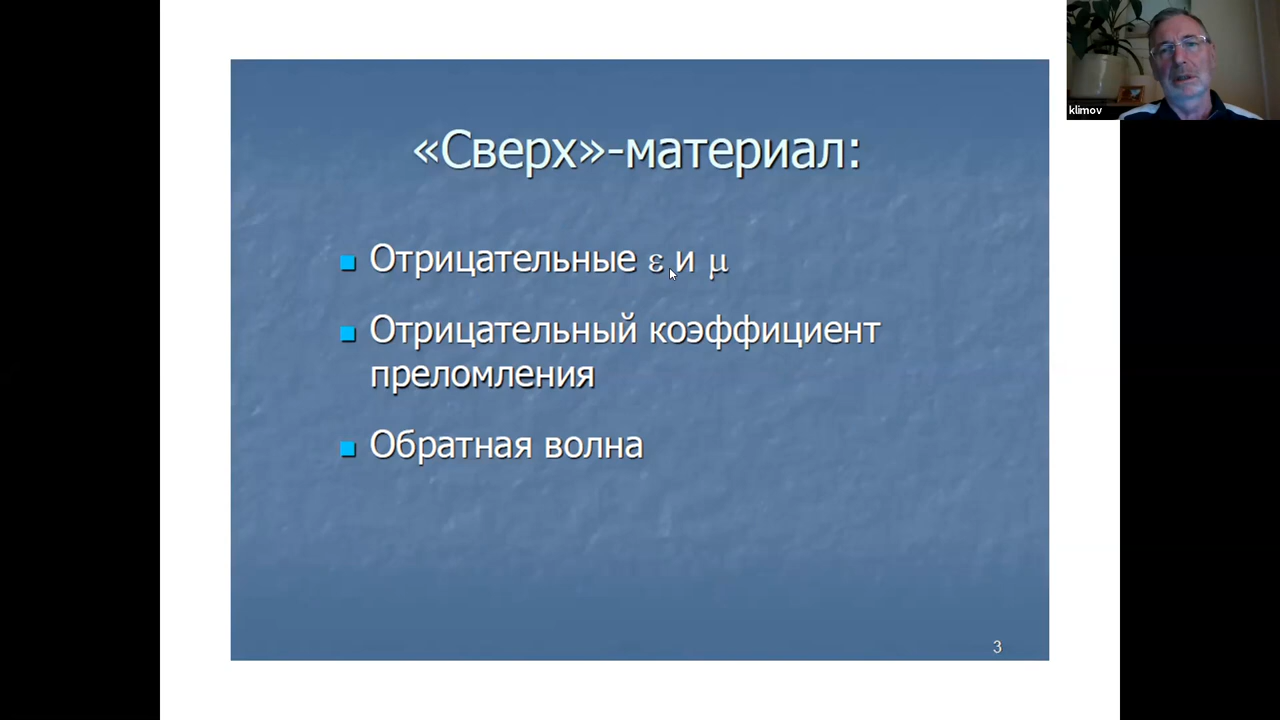 «Сверх»-материал:
Отрицательные ε и μ
Отрицательный коэффициент
преломления
Обратная волна
3
klimov